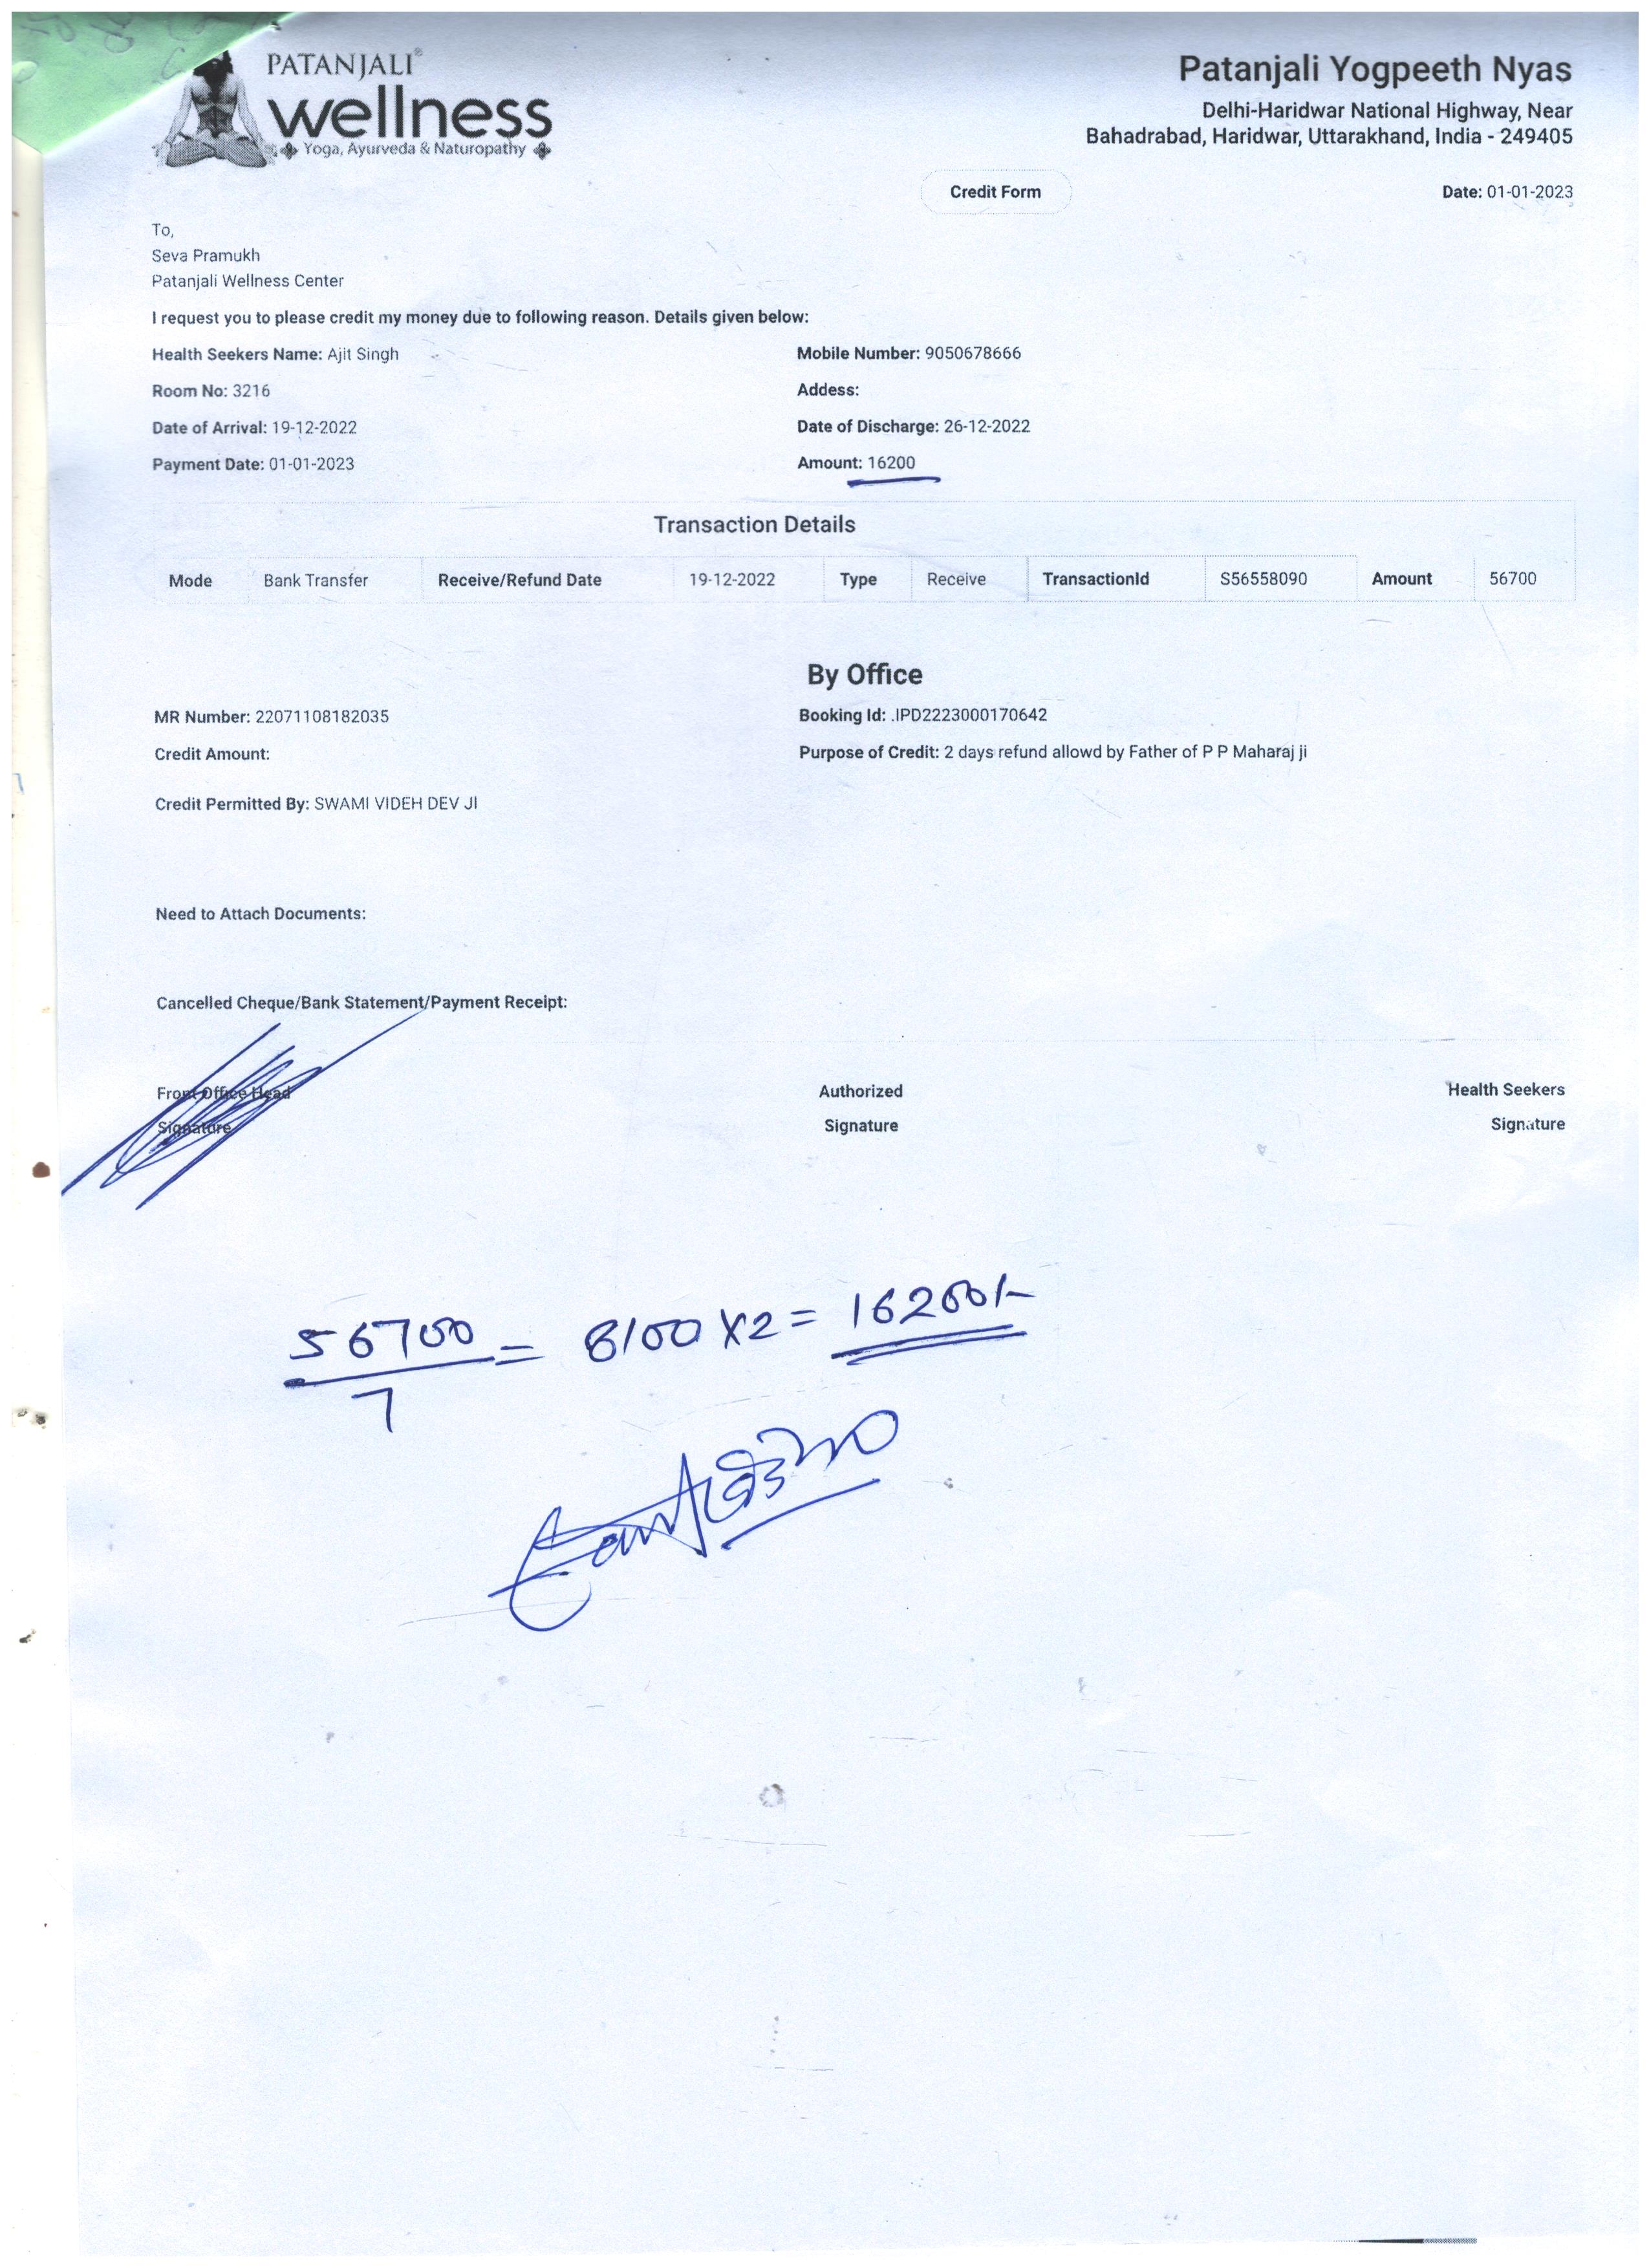 PATANJALI®
wellness
Yoga, Ayurveda & Naturopathy
Patanjali Yogpeeth Nyas
Delhi-Haridwar National Highway, Near
Bahadrabad, Haridwar, Uttarakhand, India - 249405
Credit Form
Date: 01-01-2023
To,
Seva Pramukh
Patanjali Wellness Center
I request you to please credit my money due to following reason. Details given below:
Health Seekers Name: Ajit Singh Mobile Number: 9050678666
Room No: 3216 Addess:
Date of Arrival: 19-12-2022 Date of Discharge: 26-12-2022
Payment Date: 01-01-2023 Amount: 16200
Transaction Details
Mode Bank Transfer Receive/Refund Date 19-12-2022 Type Receive TransactionId S56558090 Amount 56700
By Office
MR Number: 22071108182035 Booking Id: .IPD2223000170642
Credit Amount: Purpose of Credit: 2 days refund allowd by Father of P P Maharaj ji
Credit Permitted By: SWAMI VIDEH DEV JI
Need to Attach Documents:
Cancelled Cheque/Bank Statement/Payment Receipt:
Front Office Head Authorized Health Seekers
Signature Signature Signature
56700 = 8100 X2 = 16200/-
7